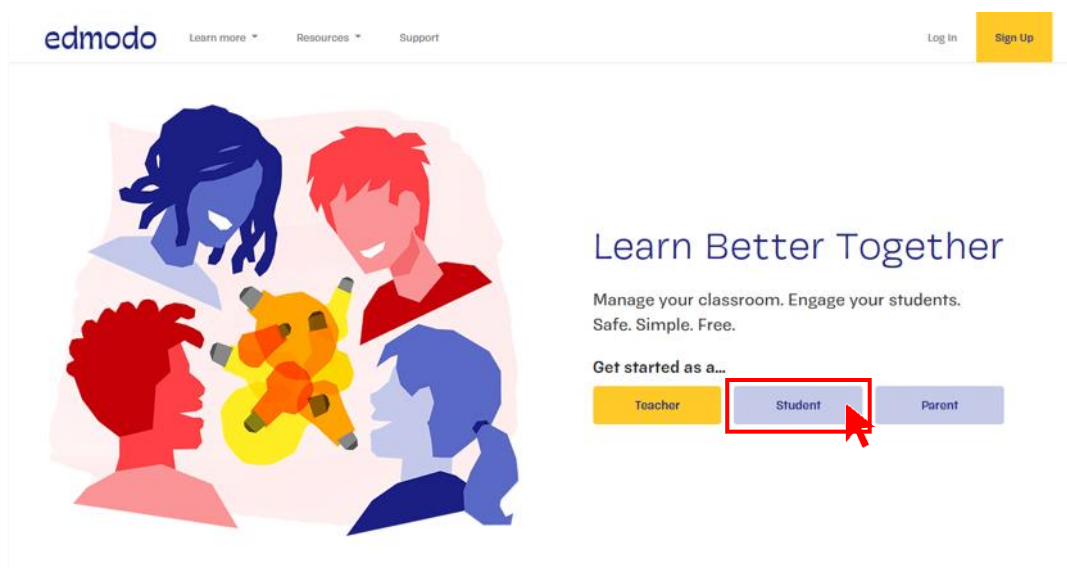 edmodo Learn more Resources Support Log In Sign Up
Learn Better Together
Manage your classroom. Engage your students.
Safe. Simple. Free.
Get started as a...
Teacher Student Parent